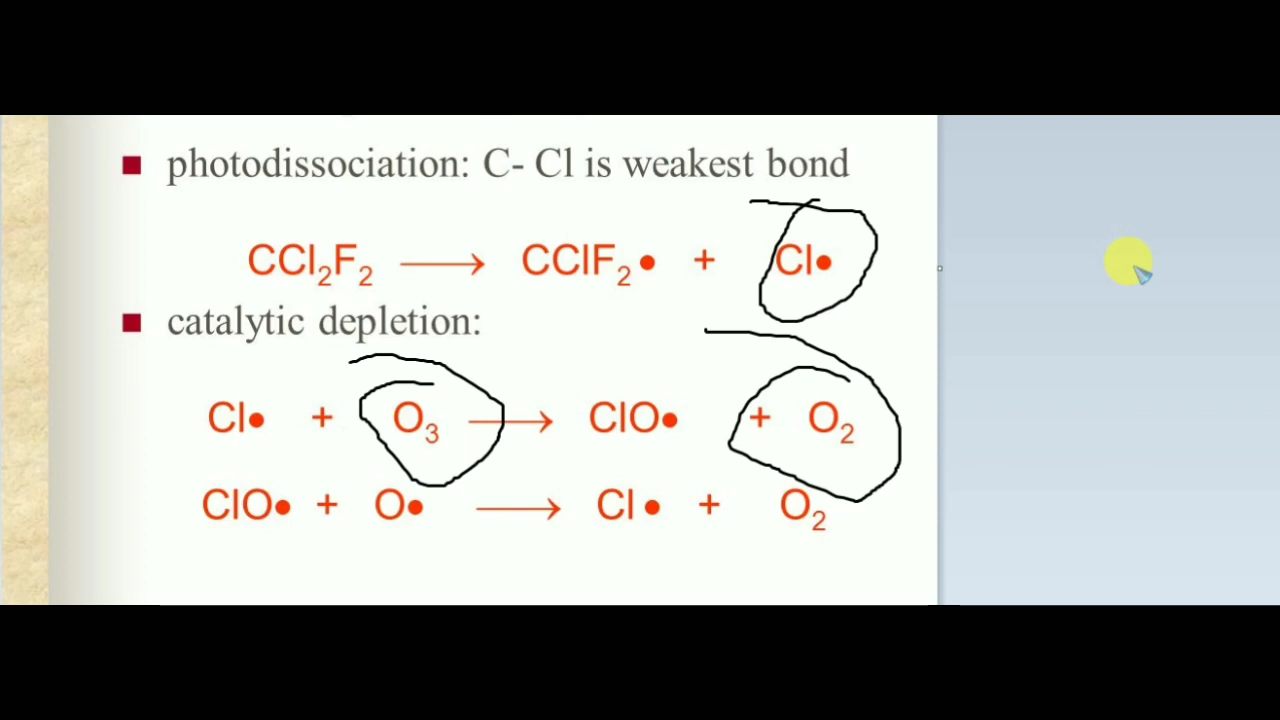 photodissociation: C- Cl is weakest bond
CCl₂F₂ ⟶ CClF₂• + Cl•
catalytic depletion:
Cl• + O₃ ⟶ ClO• + O₂
ClO• + O• ⟶ Cl• + O₂